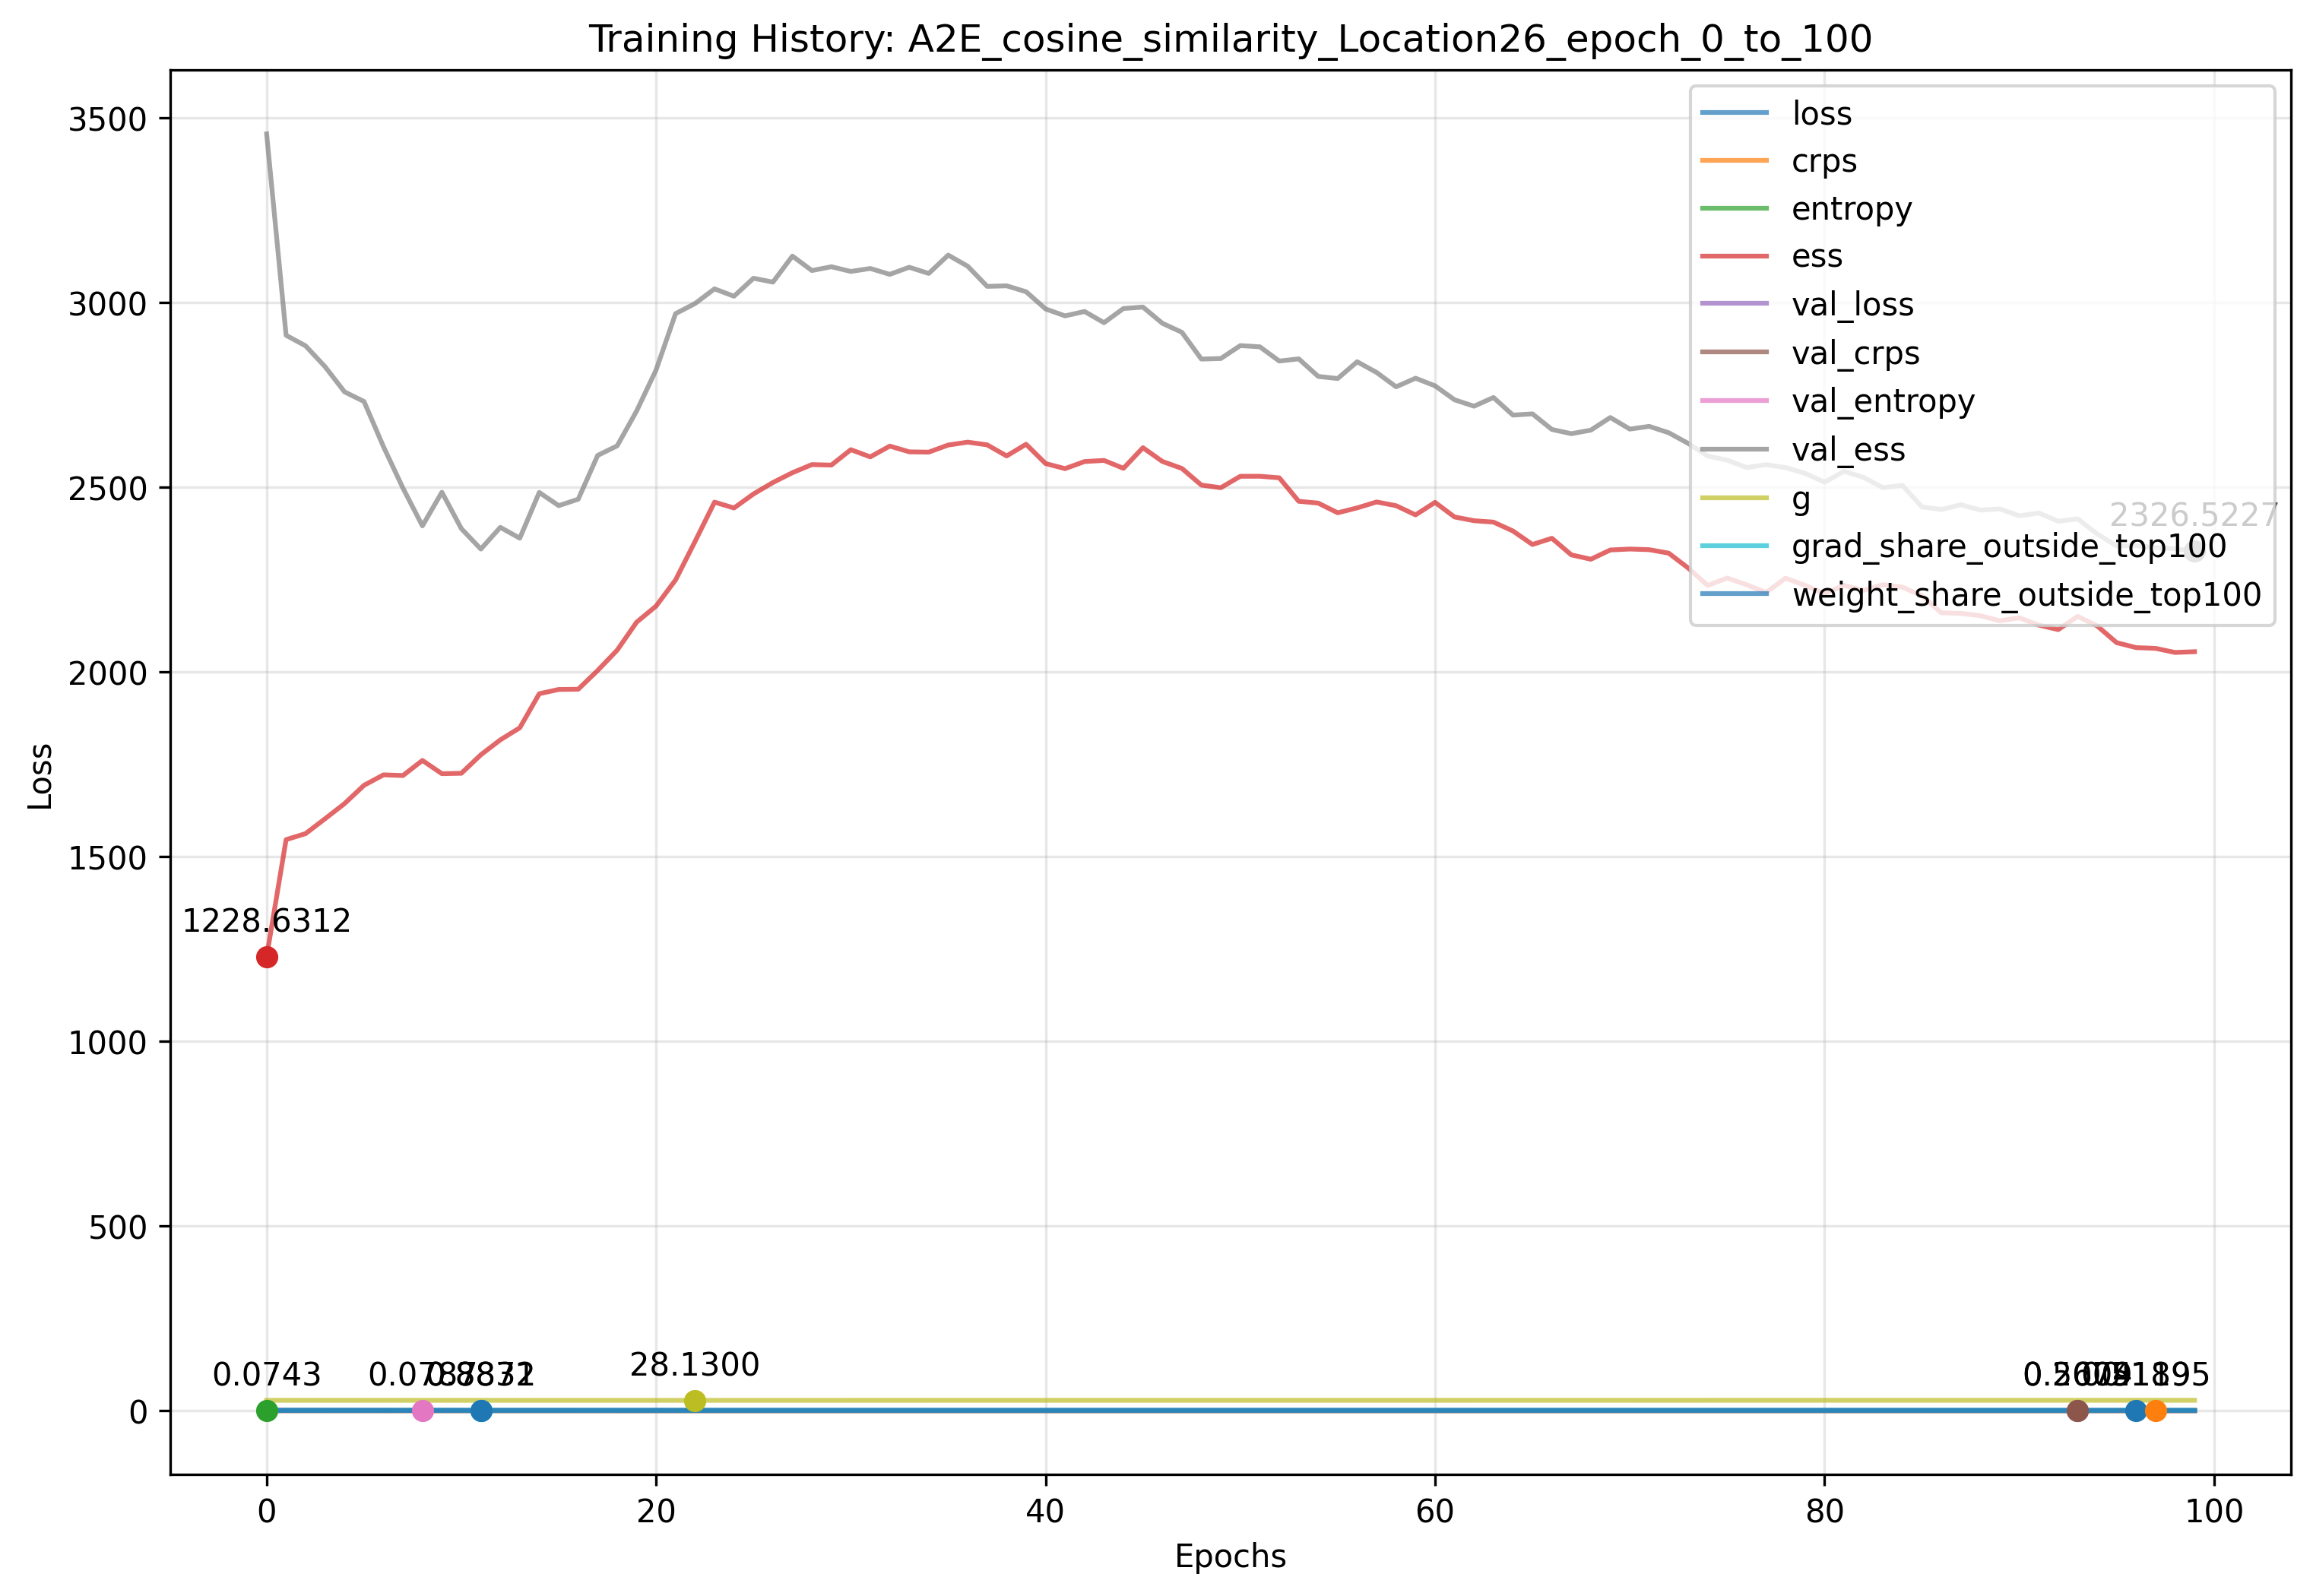 Training History: A2E_cosine_similarity_Location26_epoch_0_to_100
3500
3000
2500
2000
1500
1000
500
0
Loss
loss
crps
entropy
ess
val_loss
val_crps
val_entropy
val_ess
g
grad_share_outside_top100
weight_share_outside_top100
2326.5227
1228.6312
0.0743
28.1300
0
20
40
60
80
100
Epochs